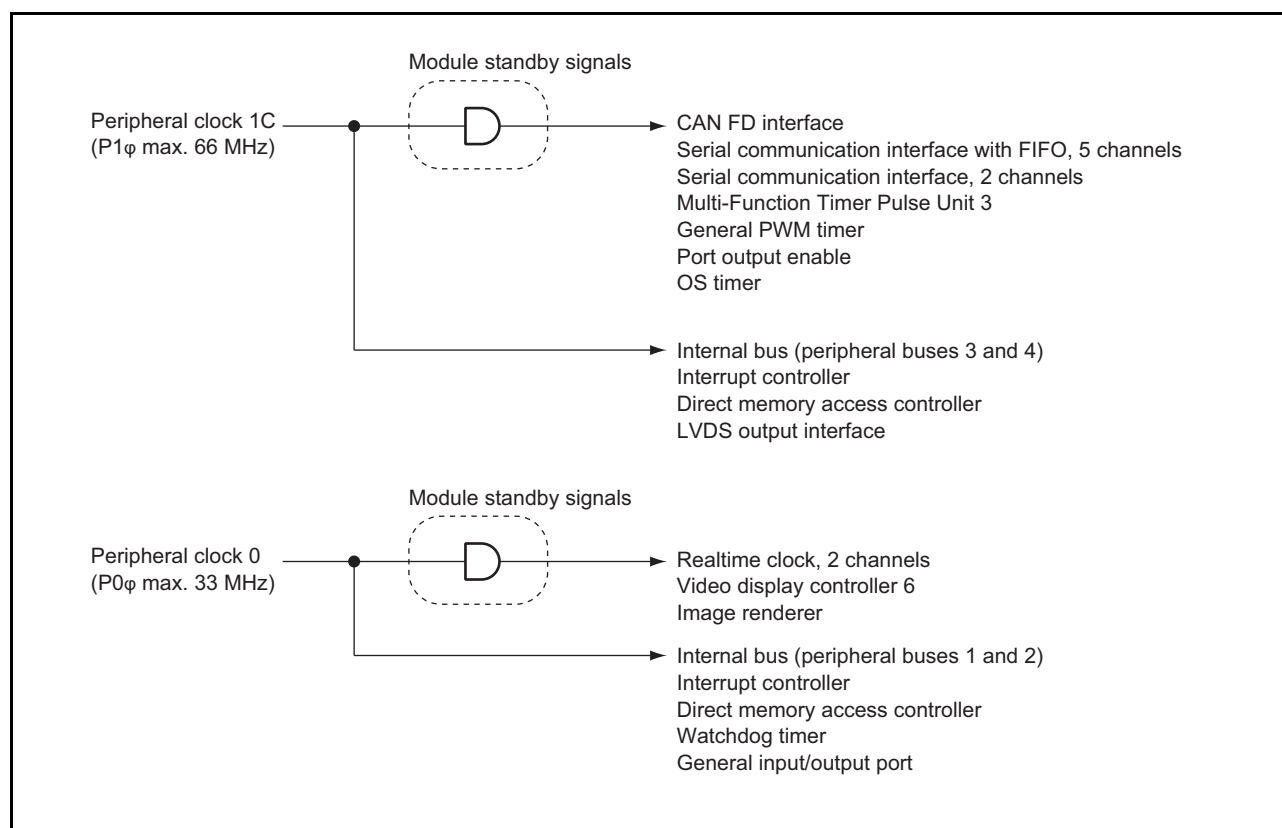 Module standby signals
Peripheral clock 1C
(P1φ max. 66 MHz)
CAN FD interface
Serial communication interface with FIFO, 5 channels
Serial communication interface, 2 channels
Multi-Function Timer Pulse Unit 3
General PWM timer
Port output enable
OS timer
Internal bus (peripheral buses 3 and 4)
Interrupt controller
Direct memory access controller
LVDS output interface
Module standby signals
Peripheral clock 0
(P0φ max. 33 MHz)
Realtime clock, 2 channels
Video display controller 6
Image renderer
Internal bus (peripheral buses 1 and 2)
Interrupt controller
Direct memory access controller
Watchdog timer
General input/output port